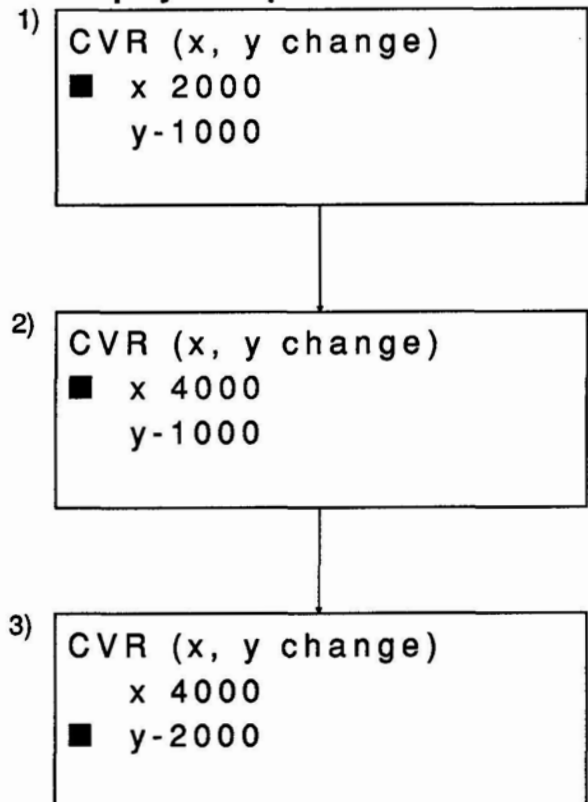 1)
CVR (x, y change)
■ x 2000
y-1000
2)
CVR (x, y change)
■ x 4000
y-1000
3)
CVR (x, y change)
x 4000
■ y-2000